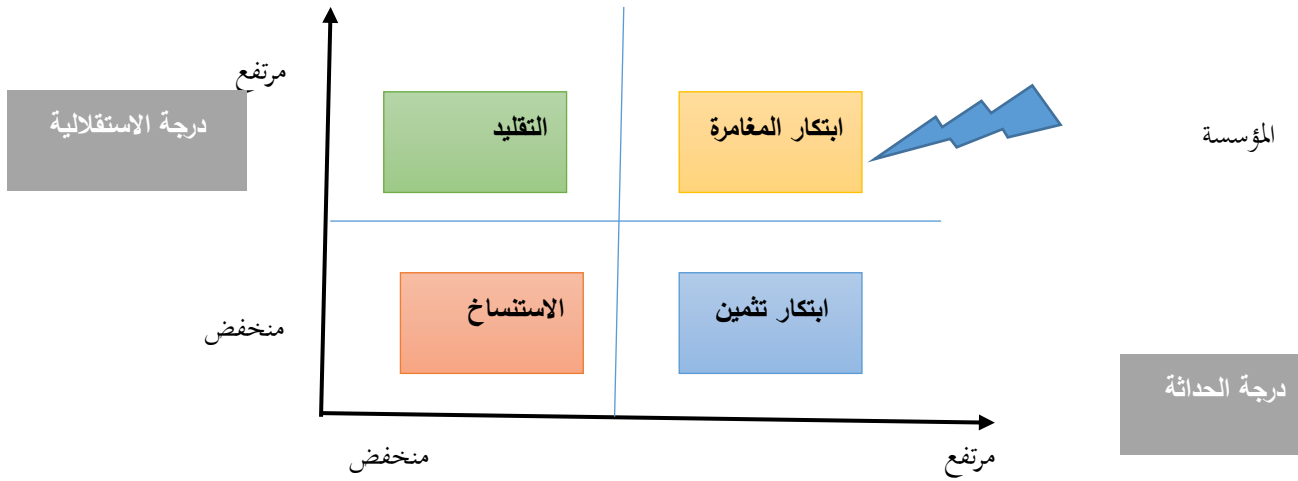 مرتفع
درجة الاستقلالية
التقليد
ابتكار المغامرة
المؤسسة
الاستنساخ
ابتكار تثمين
منخفض
درجة الحداثة
منخفض
مرتفع